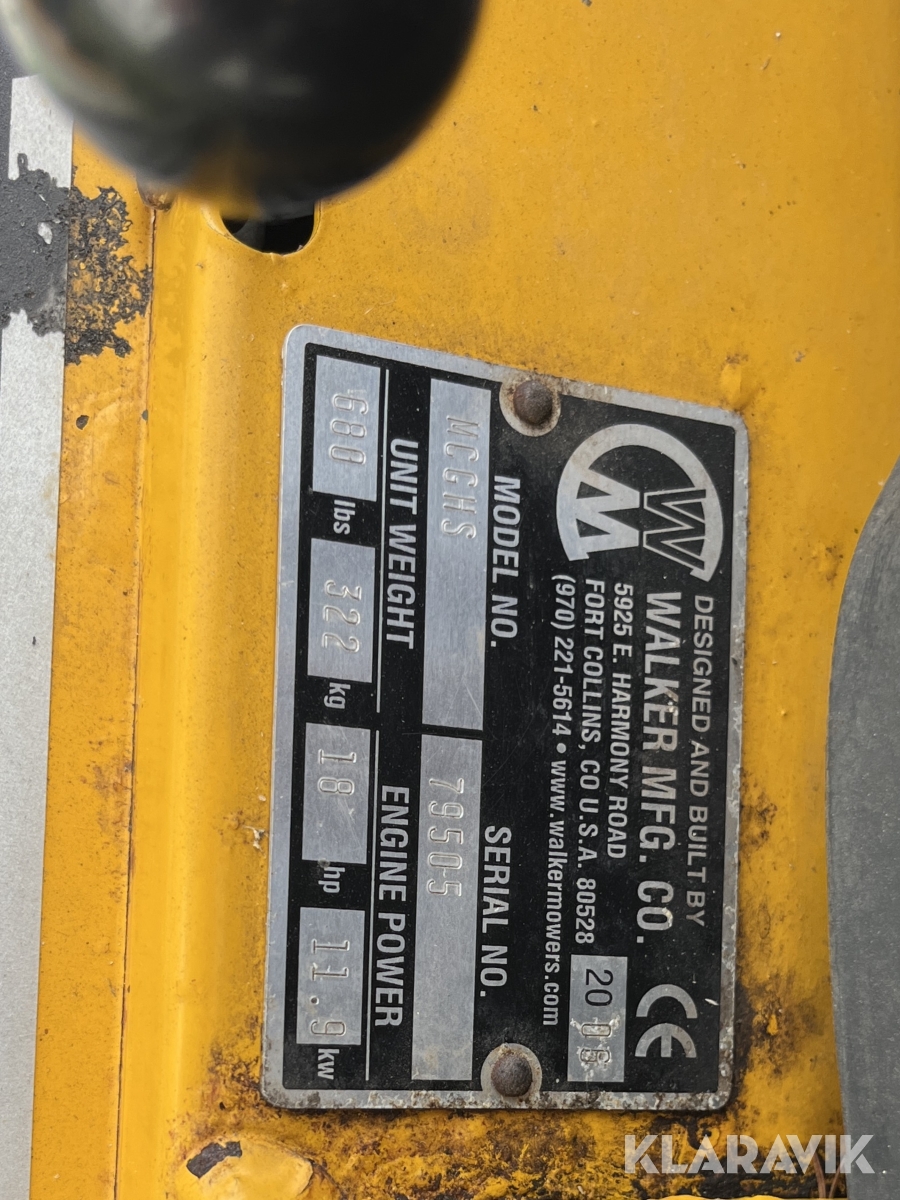 DESIGNED AND BUILT BY
WALKER MFG. CO.
5925 E. HARMONY ROAD
FORT COLLINS, CO U.S.A. 80528
(970) 221-5614 • www.walkermowers.com
CE
2006
MODEL NO. SERIAL NO.
MCGHS 79505
UNIT WEIGHT ENGINE POWER
680 lbs 322 kg 18 hp 11.9 kw
KLARAVIK